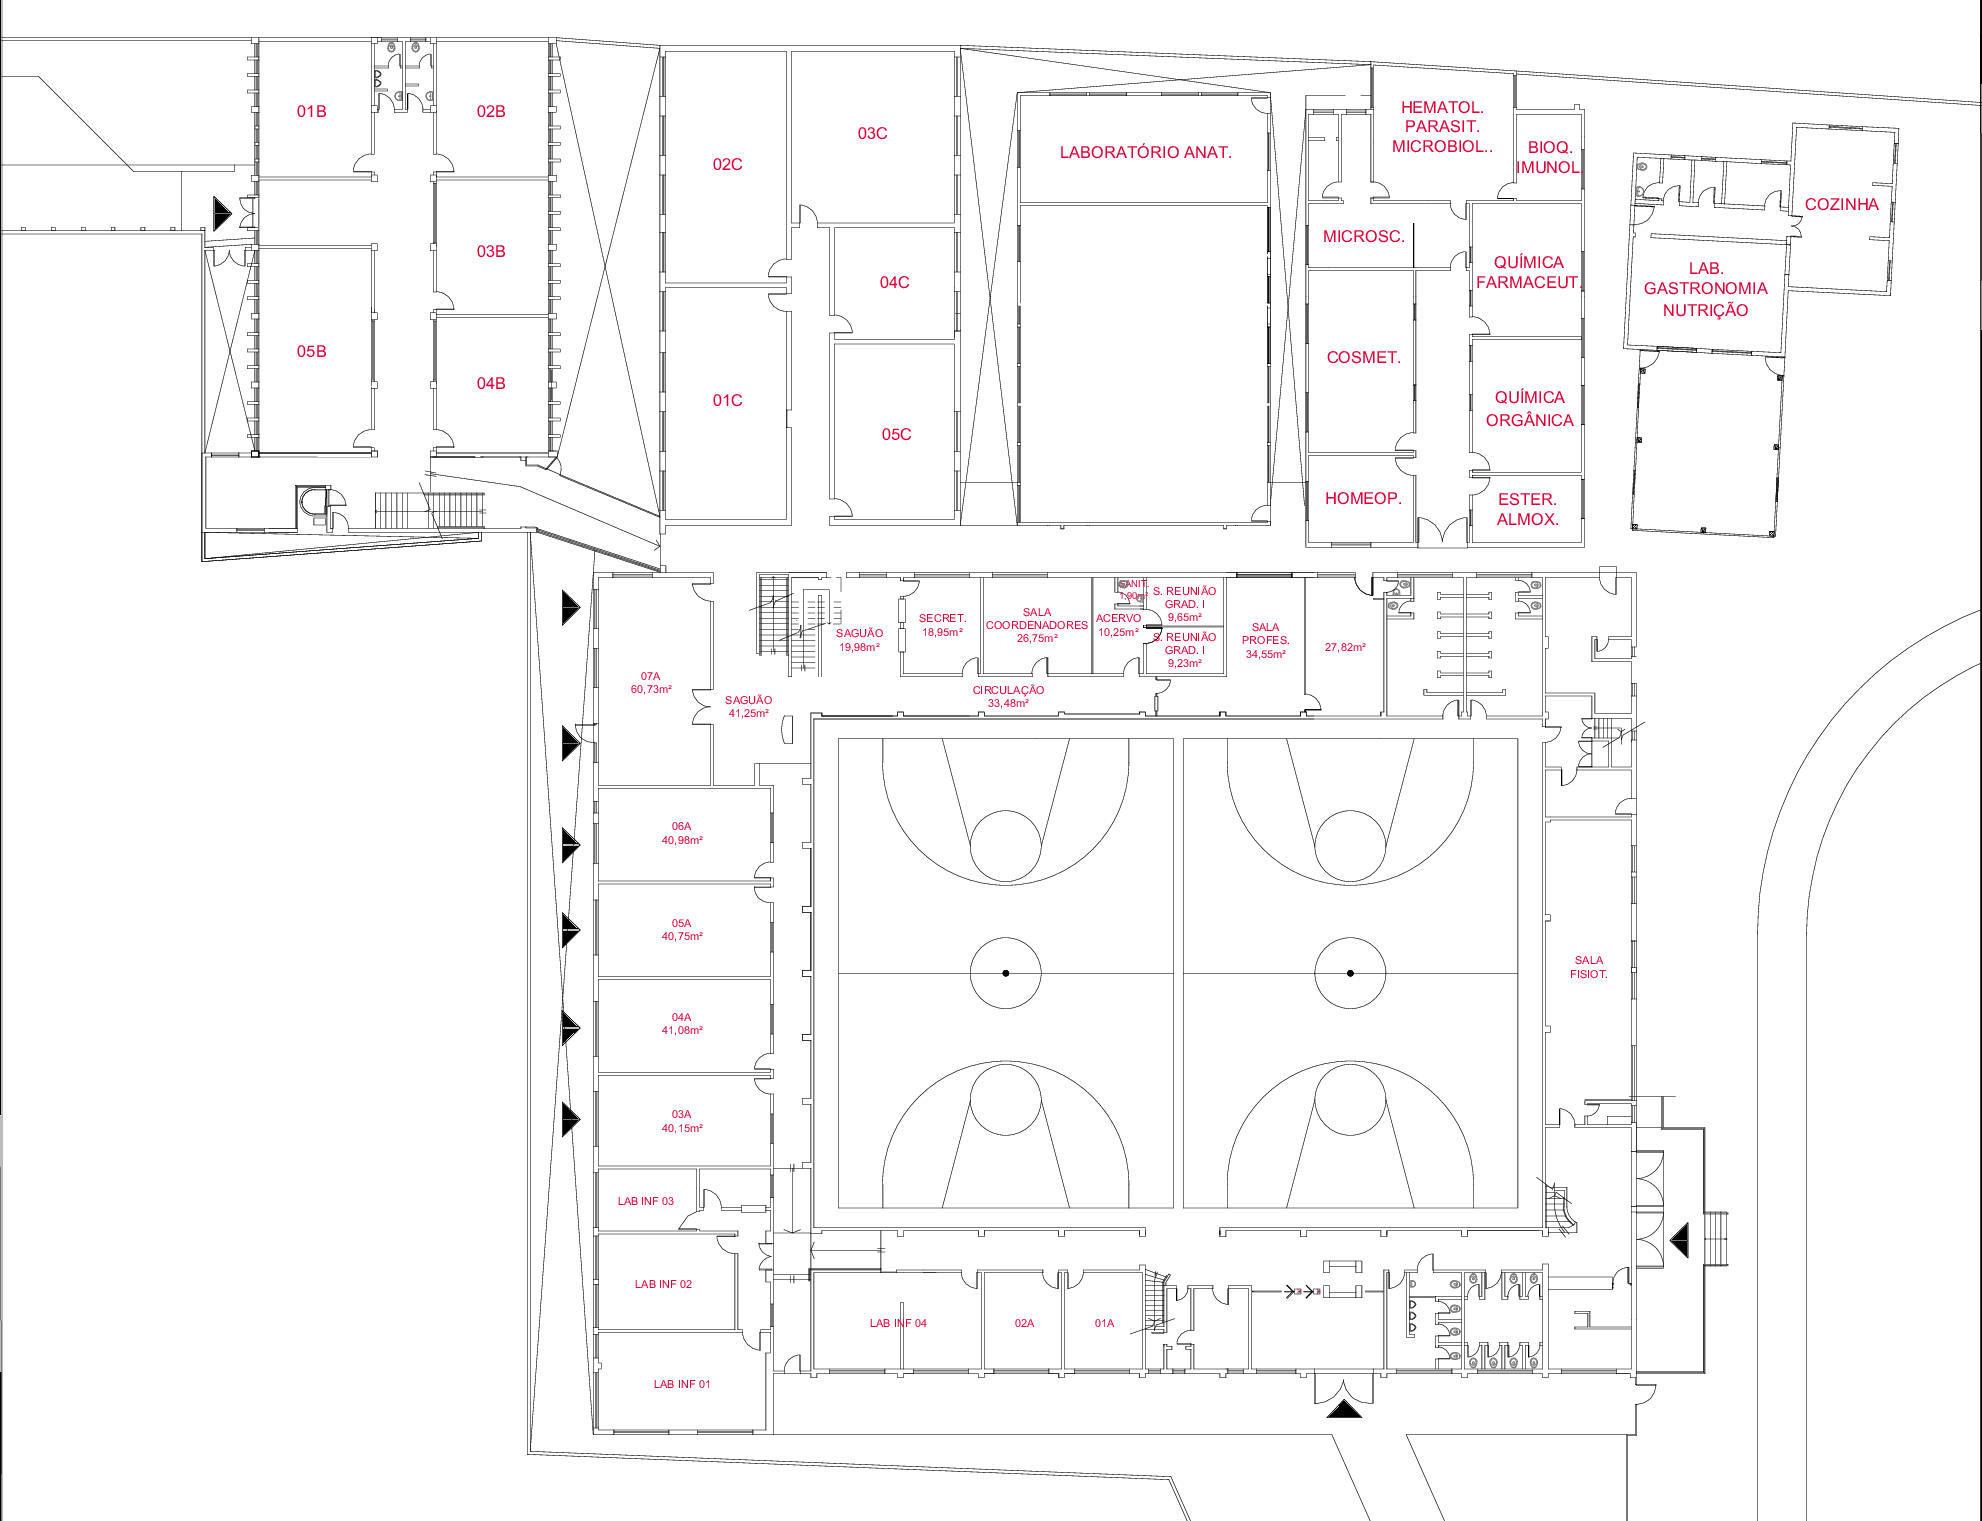 01B
02B
03B
04B
05B
02C
03C
04C
01C
05C
LABORATÓRIO ANAT.
HEMATOL.
PARASIT.
MICROBIOL..
BIOQ.
IMUNOL.
MICROSC.
QUÍMICA
FARMACEUT.
COSMET.
QUÍMICA
ORGÂNICA
HOMEOP.
ESTER.
ALMOX.
COZINHA
LAB.
GASTRONOMIA
NUTRIÇÃO
07A
60,73m²
SAGUÃO
41,25m²
SAGUÃO
19,98m²
SECRET.
18,95m²
SALA
COORDENADORES
26,75m²
SANIT.
1,90m²
ACERVO
10,25m²
S. REUNIÃO
GRAD. I
9,65m²
S. REUNIÃO
GRAD. I
9,23m²
SALA
PROFES.
34,55m²
27,82m²
CIRCULAÇÃO
33,48m²
06A
40,98m²
05A
40,75m²
04A
41,08m²
03A
40,15m²
SALA
FISIOT.
LAB INF 03
LAB INF 02
LAB INF 01
LAB INF 04
02A
01A